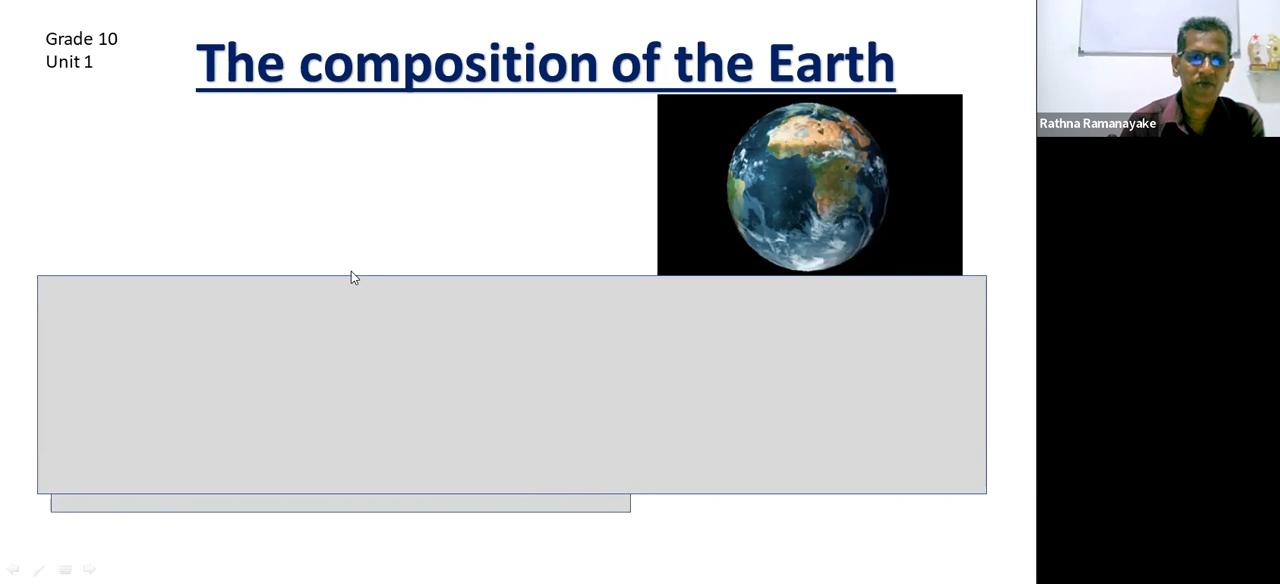 Grade 10
Unit 1
The composition of the Earth
Rathna Ramanayake